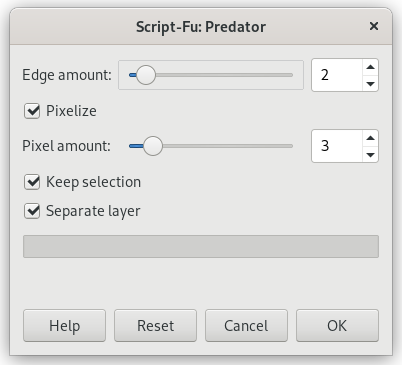 Script-Fu: Predator ×
Edge amount: 2
Pixelize
Pixel amount: 3
Keep selection
Separate layer
Help Reset Cancel OK